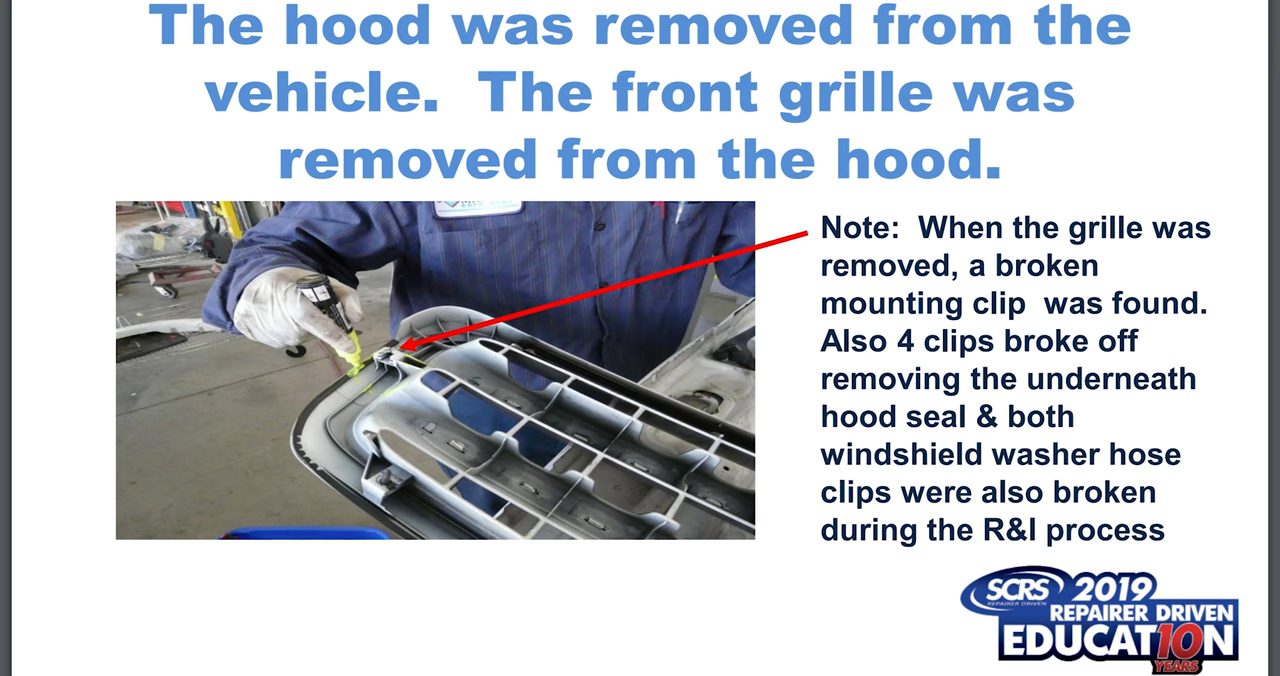 The hood was removed from the
vehicle.  The front grille was
removed from the hood.
Note:  When the grille was
removed, a broken
mounting clip  was found.
Also 4 clips broke off
removing the underneath
hood seal & both
windshield washer hose
clips were also broken
during the R&I process
SCRS 2019
REPAIRER DRIVEN
REPAIRER DRIVEN
EDUCAT10N
YEARS